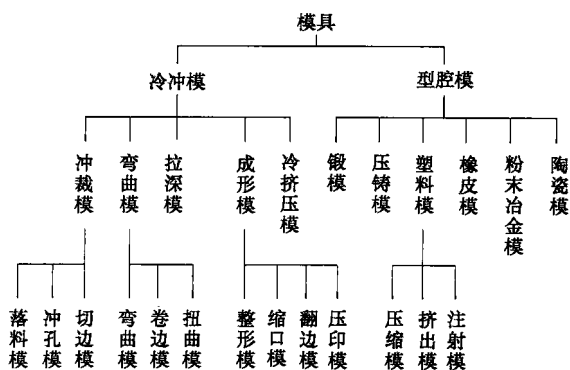 模具
冷冲模
型腔模
冲裁模
弯曲模
拉深模
成形模
冷挤压模
锻模
压铸模
塑料模
橡皮模
粉末冶金模
陶瓷模
落料模
冲孔模
切边模
弯曲模
卷边模
扭曲模
整形模
缩口模
翻边模
压印模
压缩模
挤出模
注射模